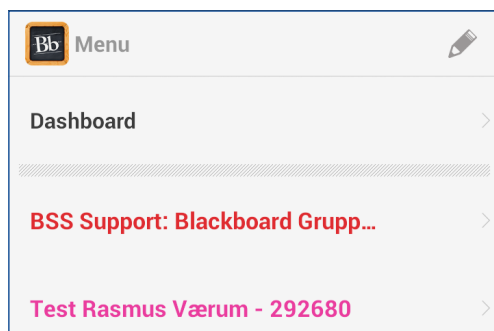 Bb Menu
Dashboard
BSS Support: Blackboard Grupp...
Test Rasmus Værum - 292680